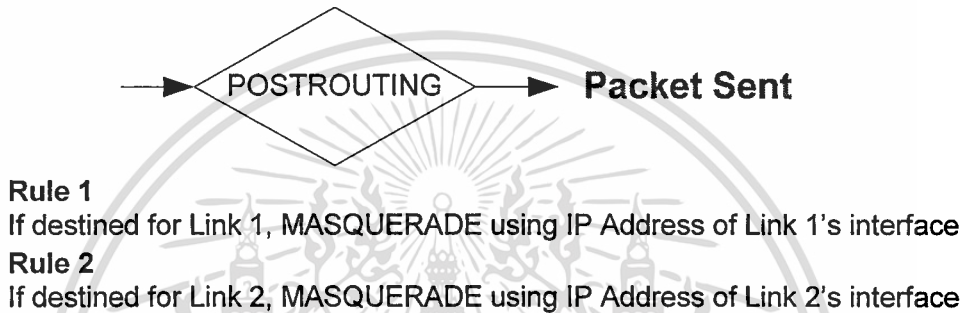 POSTROUTING
Packet Sent
Rule 1
If destined for Link 1, MASQUERADE using IP Address of Link 1's interface
Rule 2
If destined for Link 2, MASQUERADE using IP Address of Link 2's interface